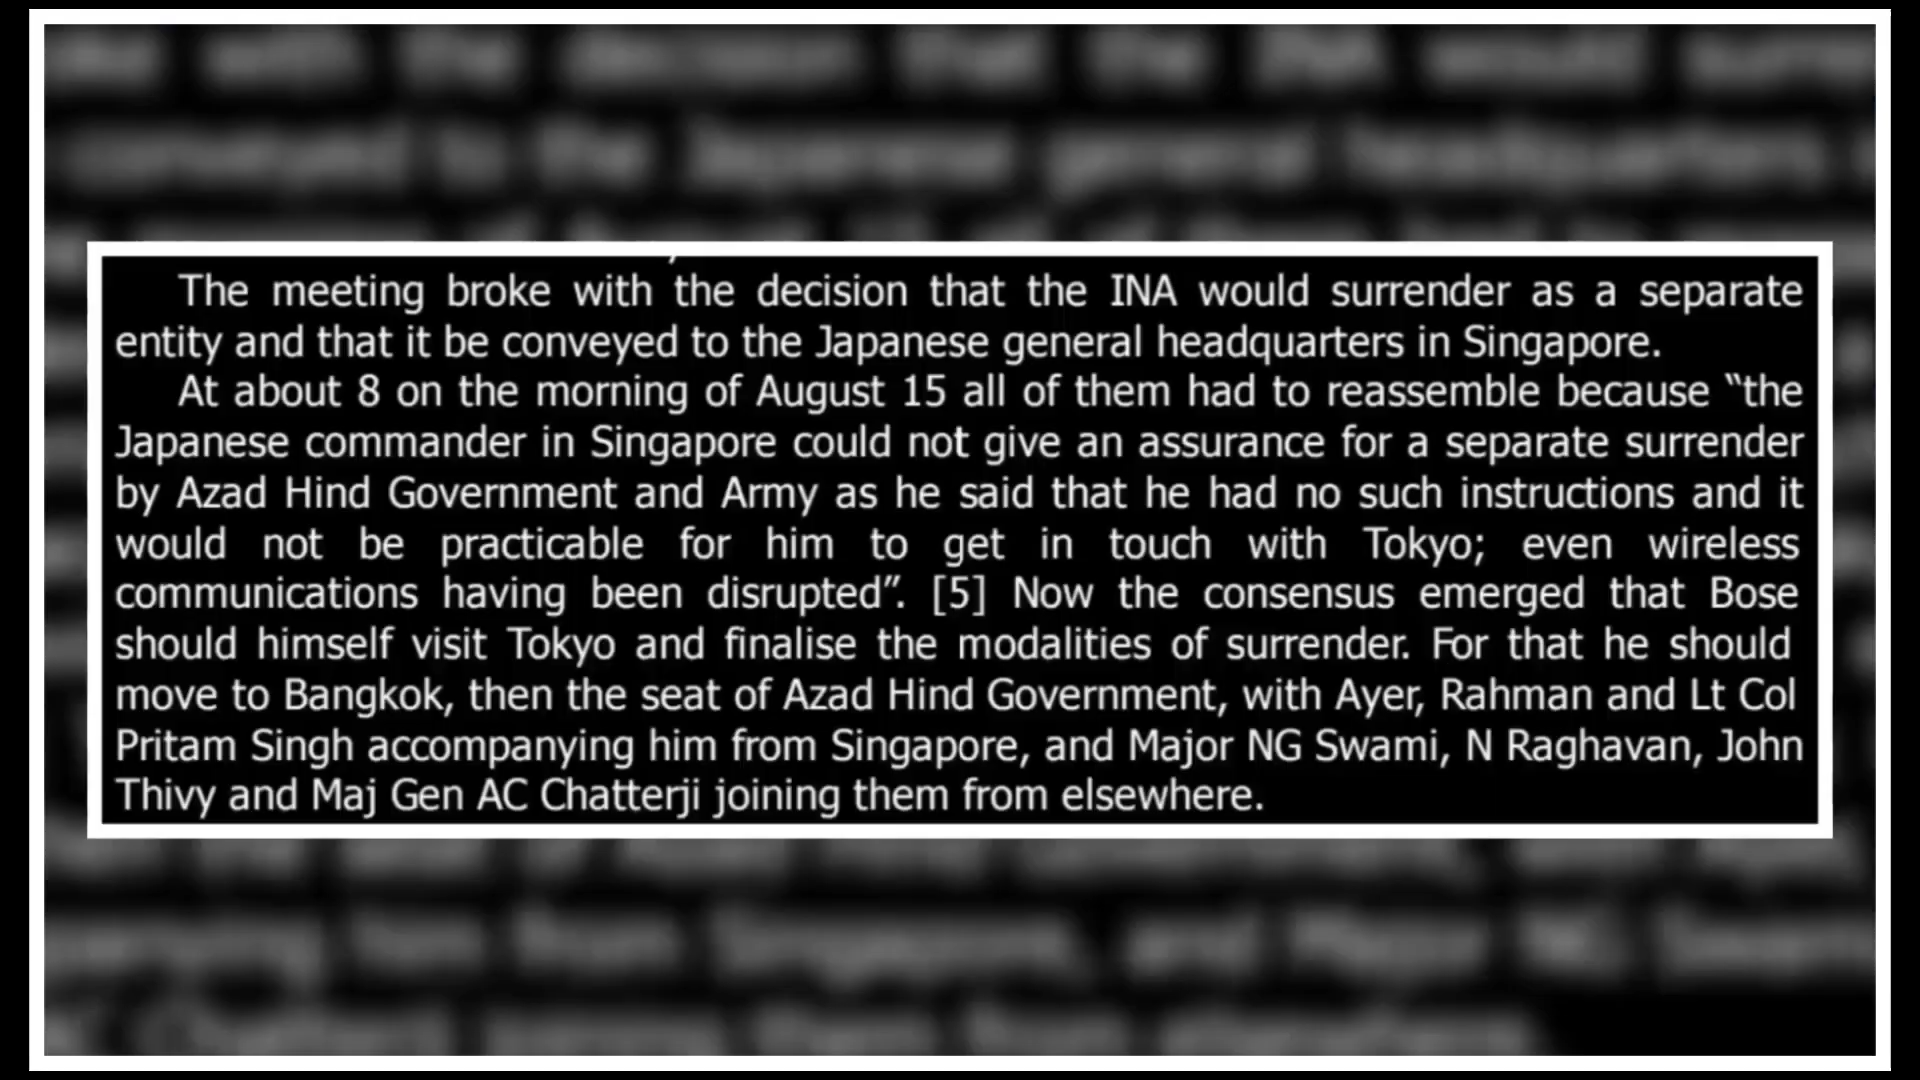 The meeting broke with the decision that the INA would surrender as a separate
entity and that it be conveyed to the Japanese general headquarters in Singapore.
At about 8 on the morning of August 15 all of them had to reassemble because “the
Japanese commander in Singapore could not give an assurance for a separate surrender
by Azad Hind Government and Army as he said that he had no such instructions and it
would not be practicable for him to get in touch with Tokyo; even wireless
communications having been disrupted”. [5] Now the consensus emerged that Bose
should himself visit Tokyo and finalise the modalities of surrender. For that he should
move to Bangkok, then the seat of Azad Hind Government, with Ayer, Rahman and Lt Col
Pritam Singh accompanying him from Singapore, and Major NG Swami, N Raghavan, John
Thivy and Maj Gen AC Chatterji joining them from elsewhere.